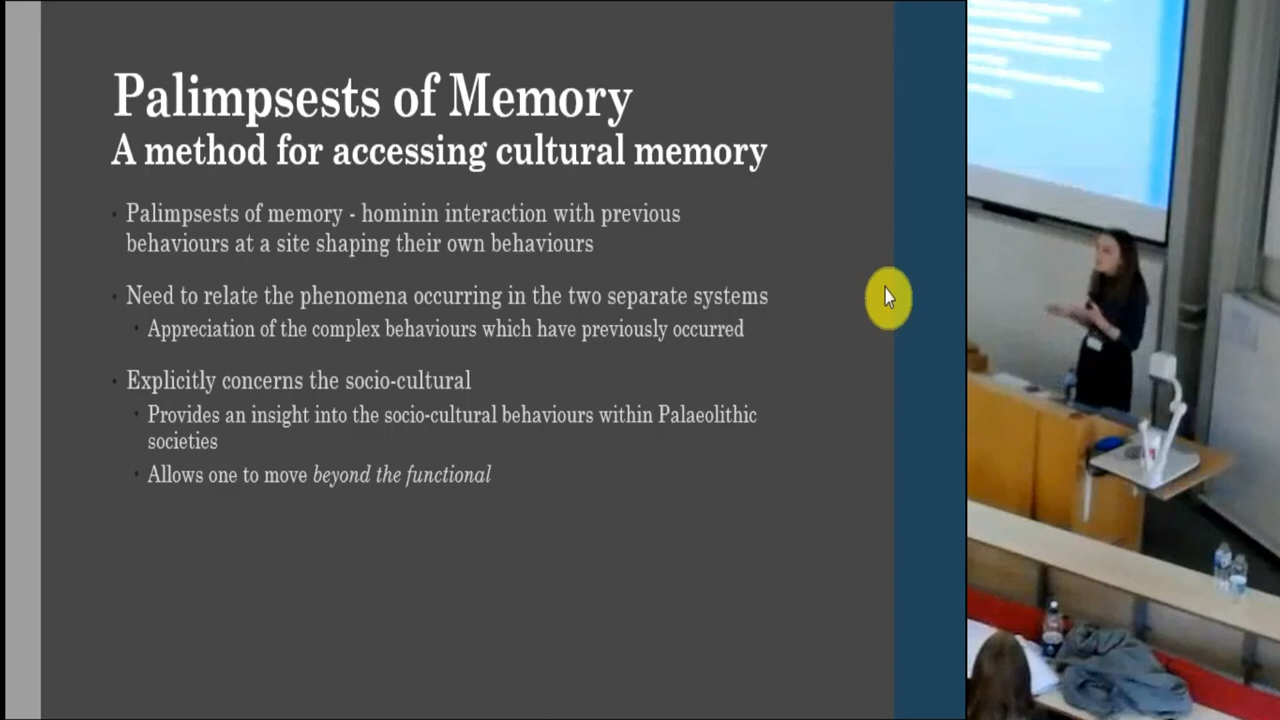 Palimpsests of Memory
A method for accessing cultural memory
Palimpsests of memory - hominin interaction with previous
behaviours at a site shaping their own behaviours
Need to relate the phenomena occurring in the two separate systems
Appreciation of the complex behaviours which have previously occurred
Explicitly concerns the socio-cultural
Provides an insight into the socio-cultural behaviours within Palaeolithic
societies
Allows one to move beyond the functional